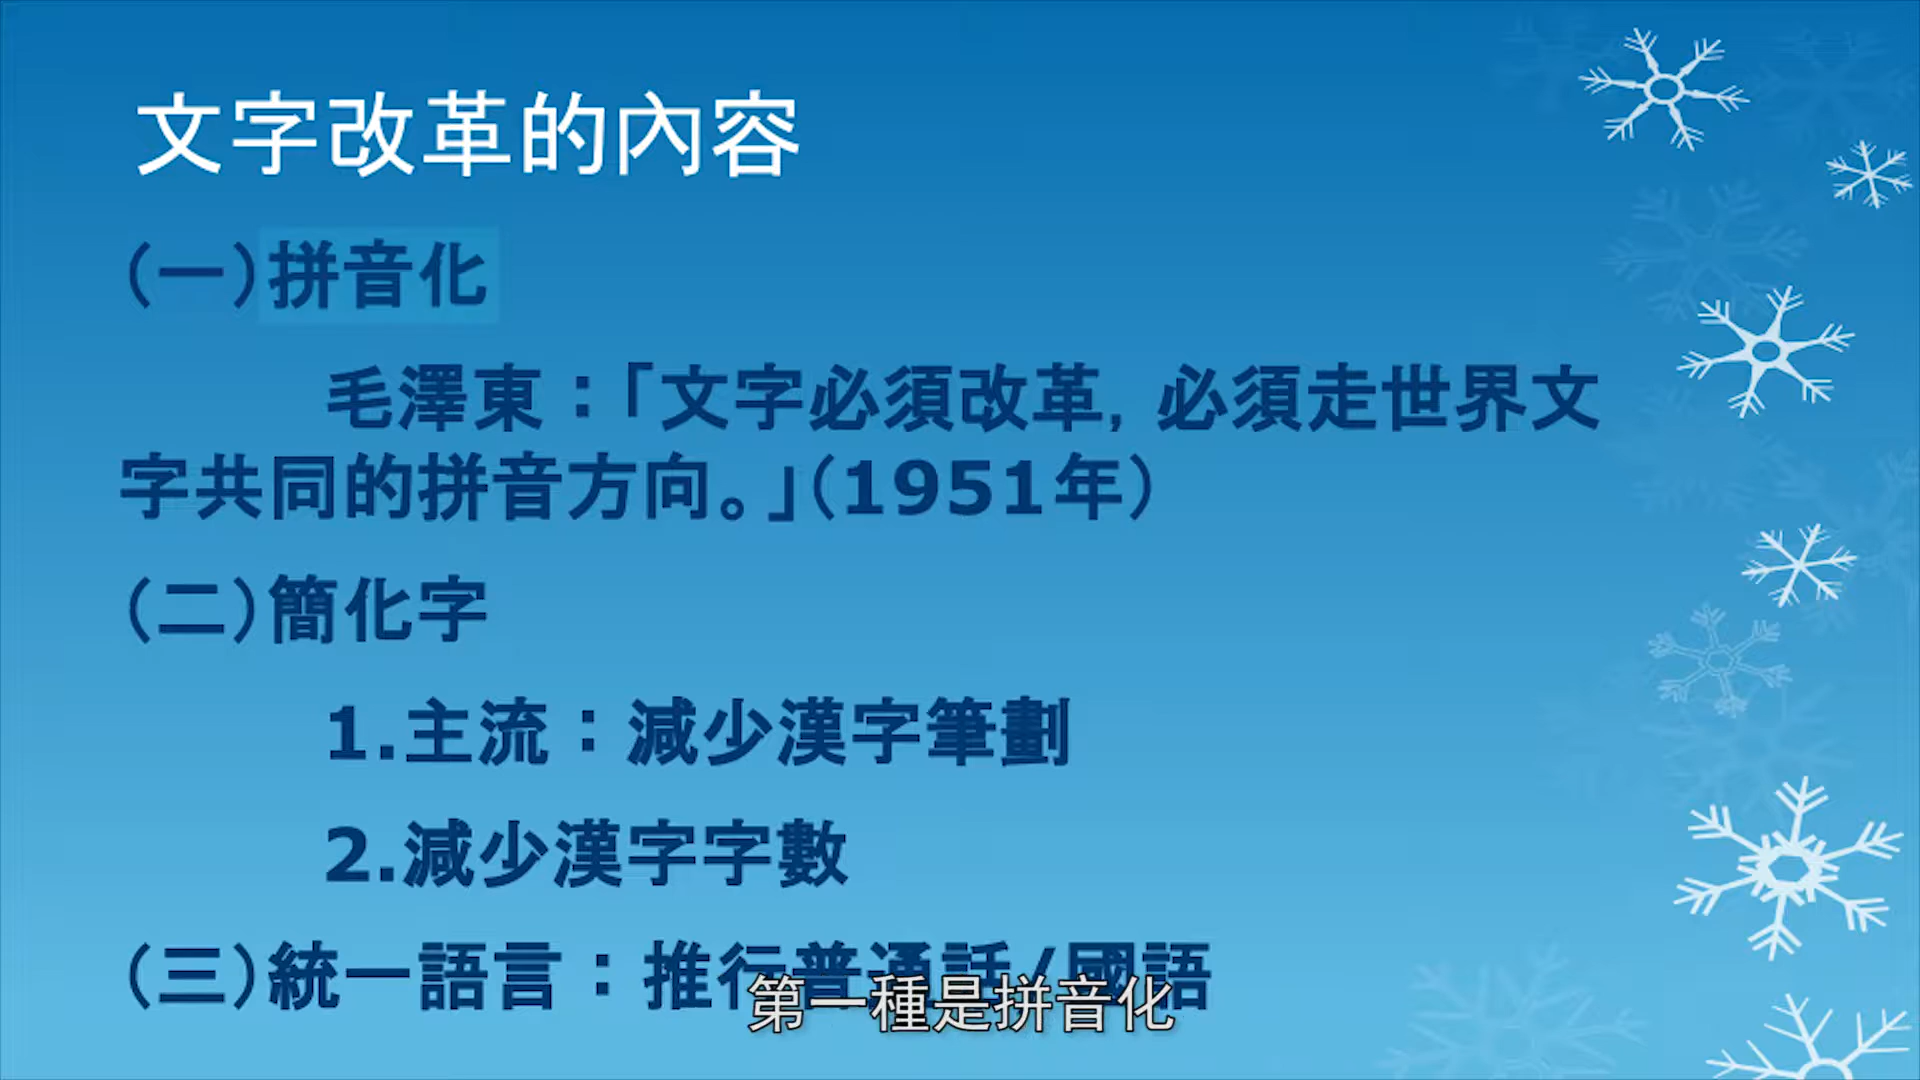 文字改革的內容
(一)拼音化
毛澤東：「文字必須改革，必須走世界文
字共同的拼音方向。」(1951年)
(二)簡化字
1.主流：減少漢字筆劃
2.減少漢字字數
(三)統一語言：推行普通話/國語
第一種是拼音化